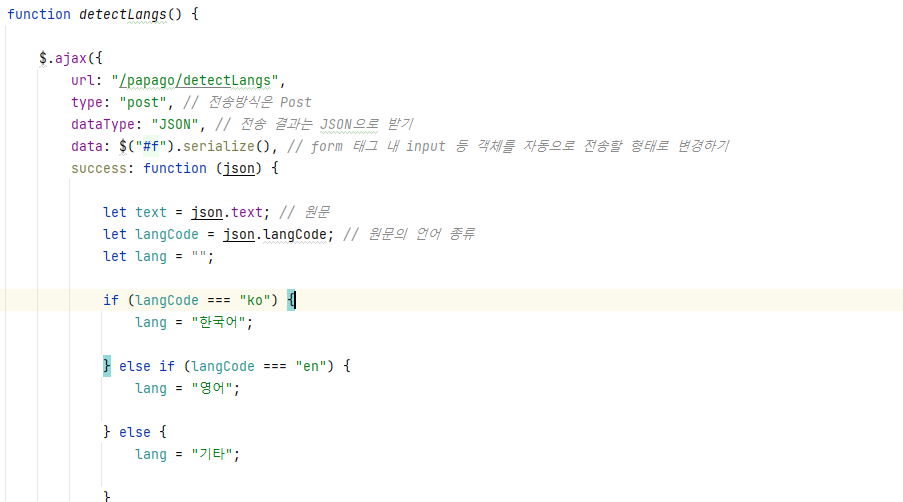 function detectLangs() {
$.ajax({
url: "/papago/detectLangs",
type: "post", // 전송방식은 Post
dataType: "JSON", // 전송 결과는 JSON으로 받기
data: $("#f").serialize(), // form 태그 내 input 등 객체를 자동으로 전송할 형태로 변경하기
success: function (json) {
let text = json.text; // 원문
let langCode = json.langCode; // 원문의 언어 종류
let lang = "";
if (langCode === "ko") {
lang = "한국어";
} else if (langCode === "en") {
lang = "영어";
} else {
lang = "기타";
}